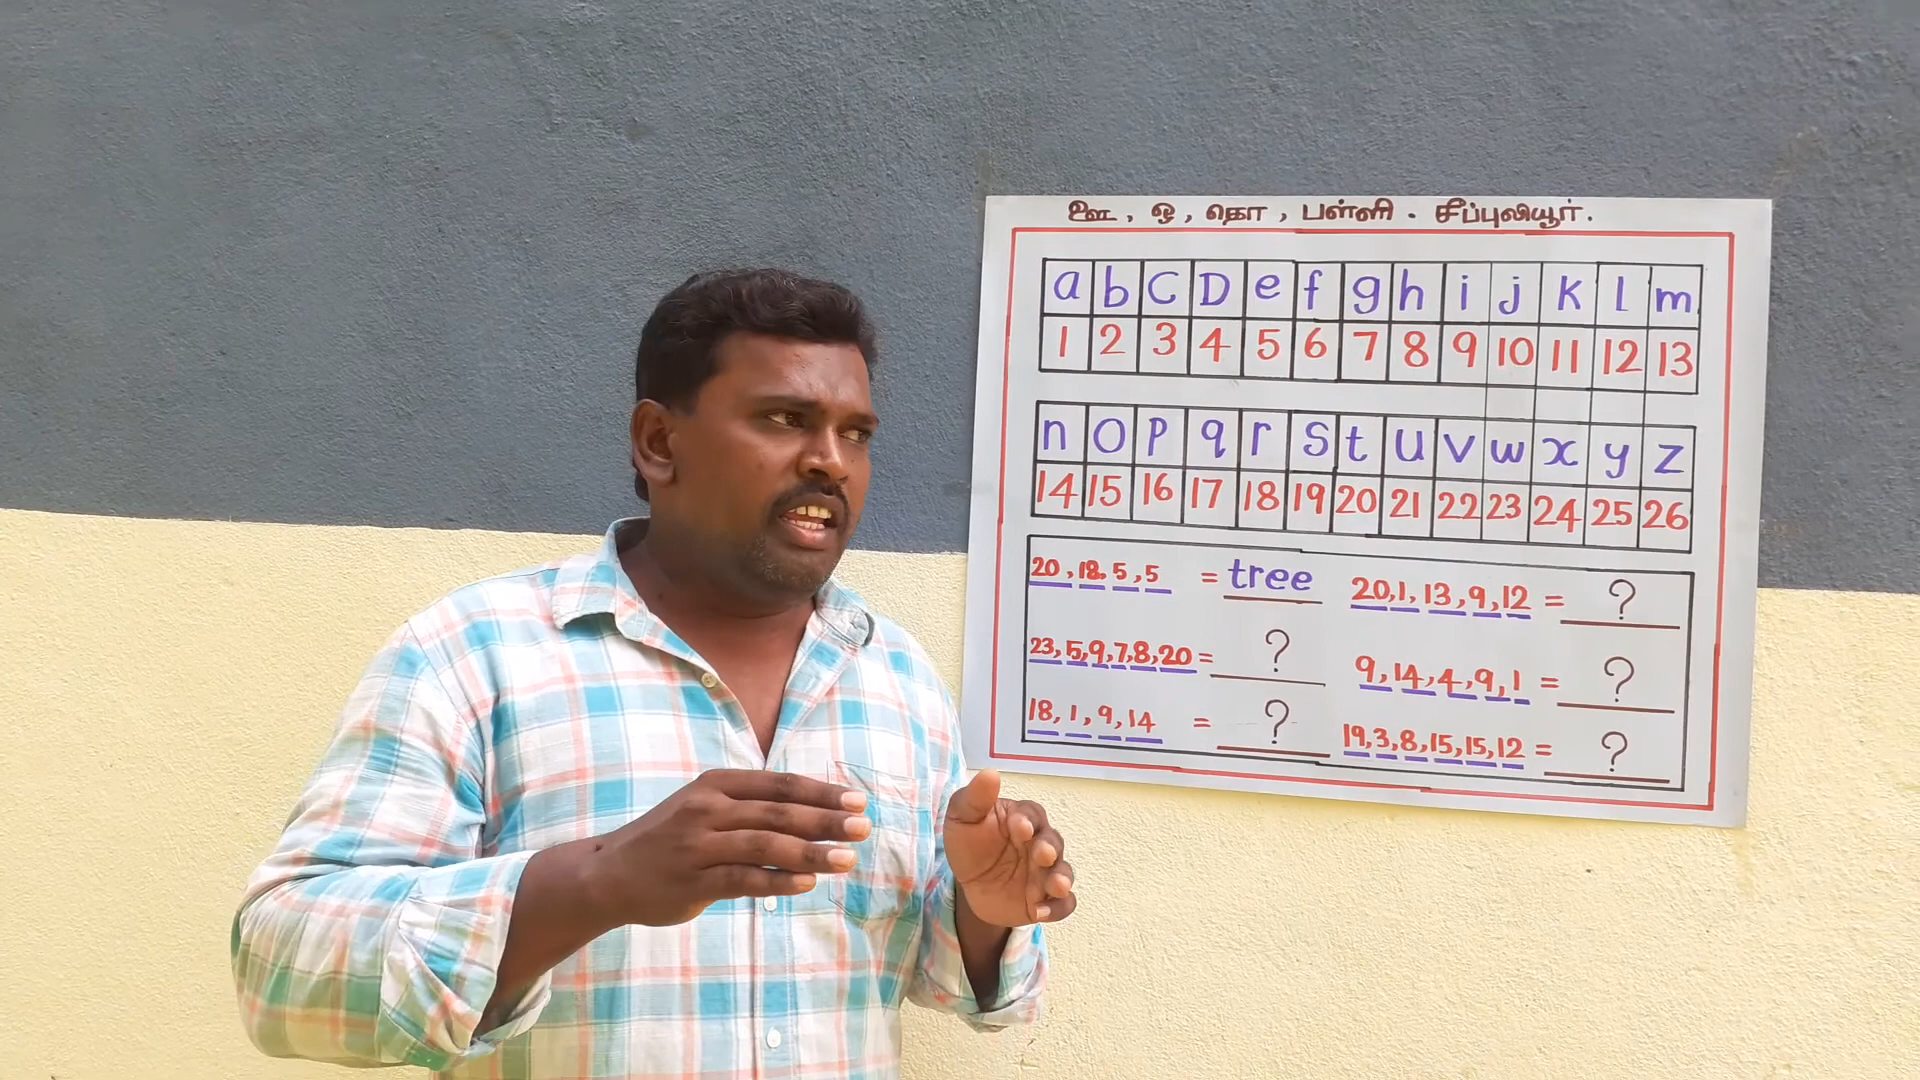 ஊ , ஒ , தொ , பள்ளி . சீப்புலியூர்.
a b C D e f g h i j k l m
1 2 3 4 5 6 7 8 9 10 11 12 13
n o p q r S t u v w x y z
14 15 16 17 18 19 20 21 22 23 24 25 26
20,18,5,5 = tree
20,1,13,9,12 = ?
23,5,9,7,8,20 = ?
9,14,4,9,1 = ?
18,1,9,14 = ?
19,3,8,15,15,12 = ?